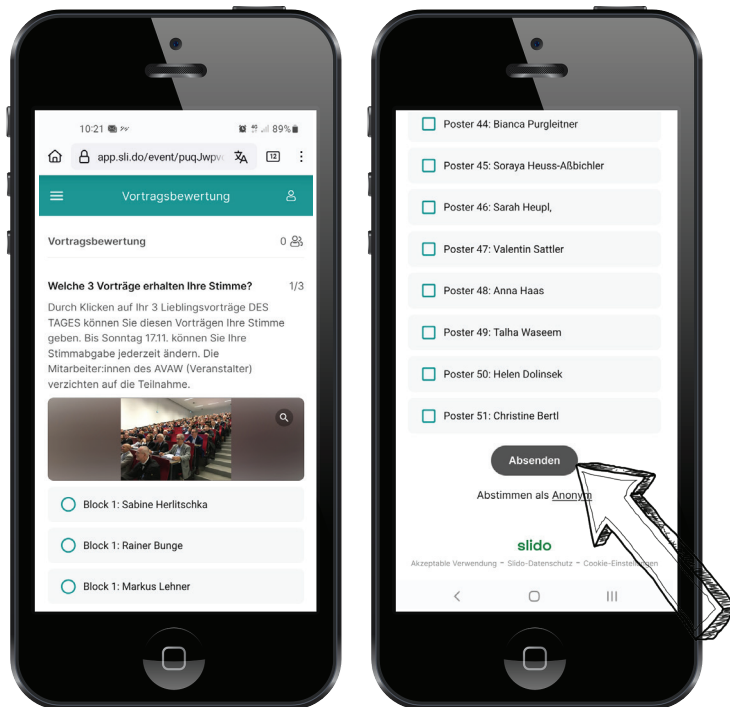 10:21
89%
app.sli.do/event/puqJwpv
12
Vortragsbewertung
Vortragsbewertung 0
Welche 3 Vorträge erhalten Ihre Stimme? 1/3
Durch Klicken auf Ihr 3 Lieblingsvorträge DES
TAGES können Sie diesen Vorträgen Ihre Stimme
geben. Bis Sonntag 17.11. können Sie Ihre
Stimmabgabe jederzeit ändern. Die
Mitarbeiter:innen des AVAW (Veranstalter)
verzichten auf die Teilnahme.
Block 1: Sabine Herlitschka
Block 1: Rainer Bunge
Block 1: Markus Lehner
Poster 44: Bianca Purgleitner
Poster 45: Soraya Heuss-Aßbichler
Poster 46: Sarah Heupl,
Poster 47: Valentin Sattler
Poster 48: Anna Haas
Poster 49: Talha Waseem
Poster 50: Helen Dolinsek
Poster 51: Christine Bertl
Absenden
Abstimmen als Anonym
slido
Akzeptable Verwendung - Slido-Datenschutz - Cookie-Einstellungen